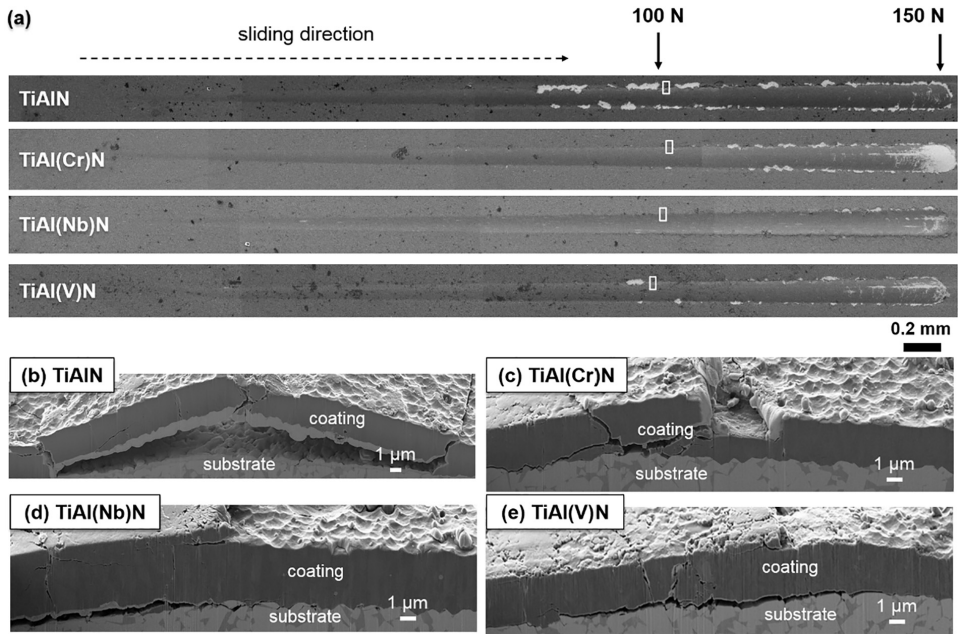 (a)
sliding direction
100 N
150 N
TiAlN
TiAl(Cr)N
TiAl(Nb)N
TiAl(V)N
0.2 mm
(b) TiAlN
coating
substrate
1 μm
(c) TiAl(Cr)N
coating
substrate
1 μm
(d) TiAl(Nb)N
coating
substrate
1 μm
(e) TiAl(V)N
coating
substrate
1 μm